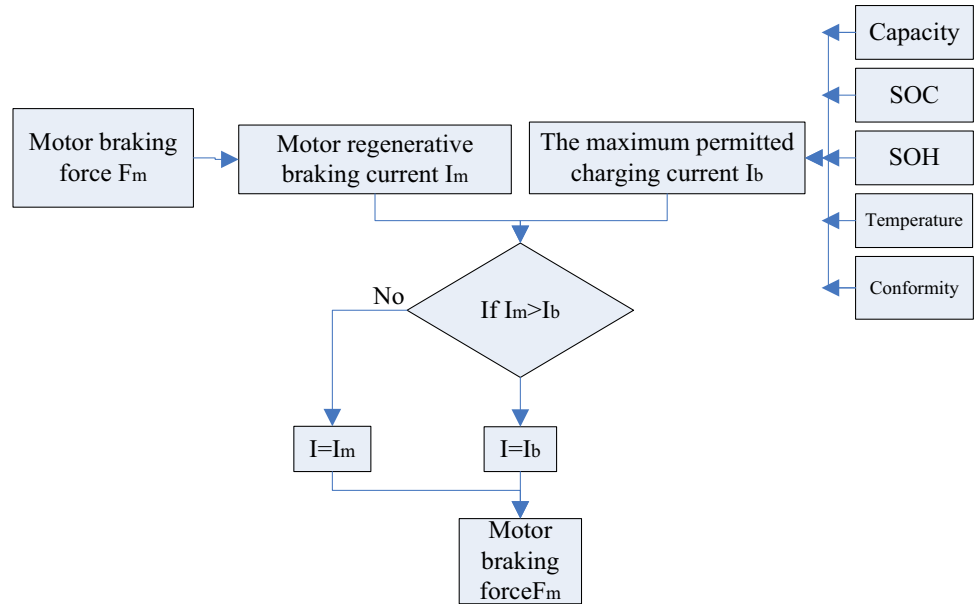 Capacity
SOC
SOH
Temperature
Conformity
Motor braking
force Fm
Motor regenerative
braking current Im
The maximum permitted
charging current Ib
No
If Im>Ib
I=Im
I=Ib
Motor
braking
forceFm